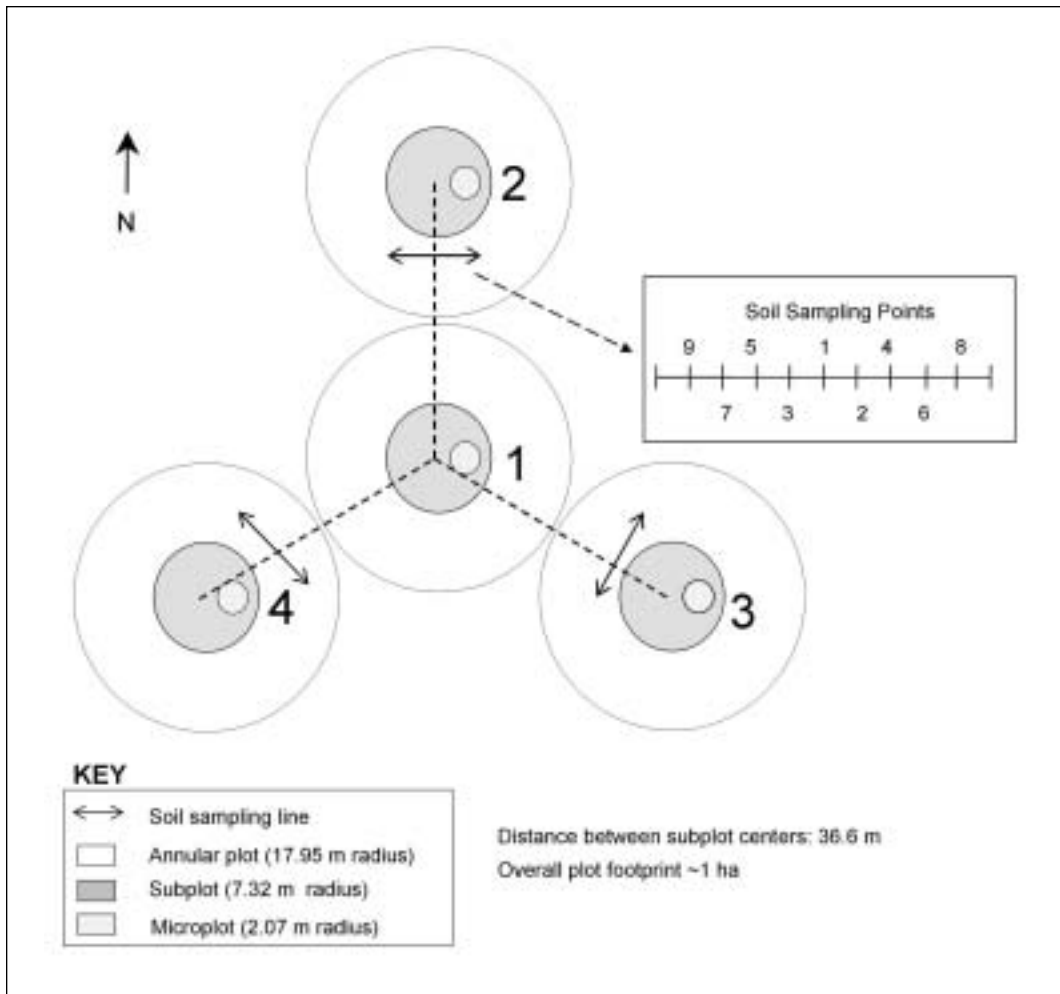 2
N
Soil Sampling Points
9 5 1 4 8
7 3 2 6
1
4
3
KEY
Soil sampling line
Annular plot (17.95 m radius)
Subplot (7.32 m radius)
Microplot (2.07 m radius)
Distance between subplot centers: 36.6 m
Overall plot footprint ~1 ha